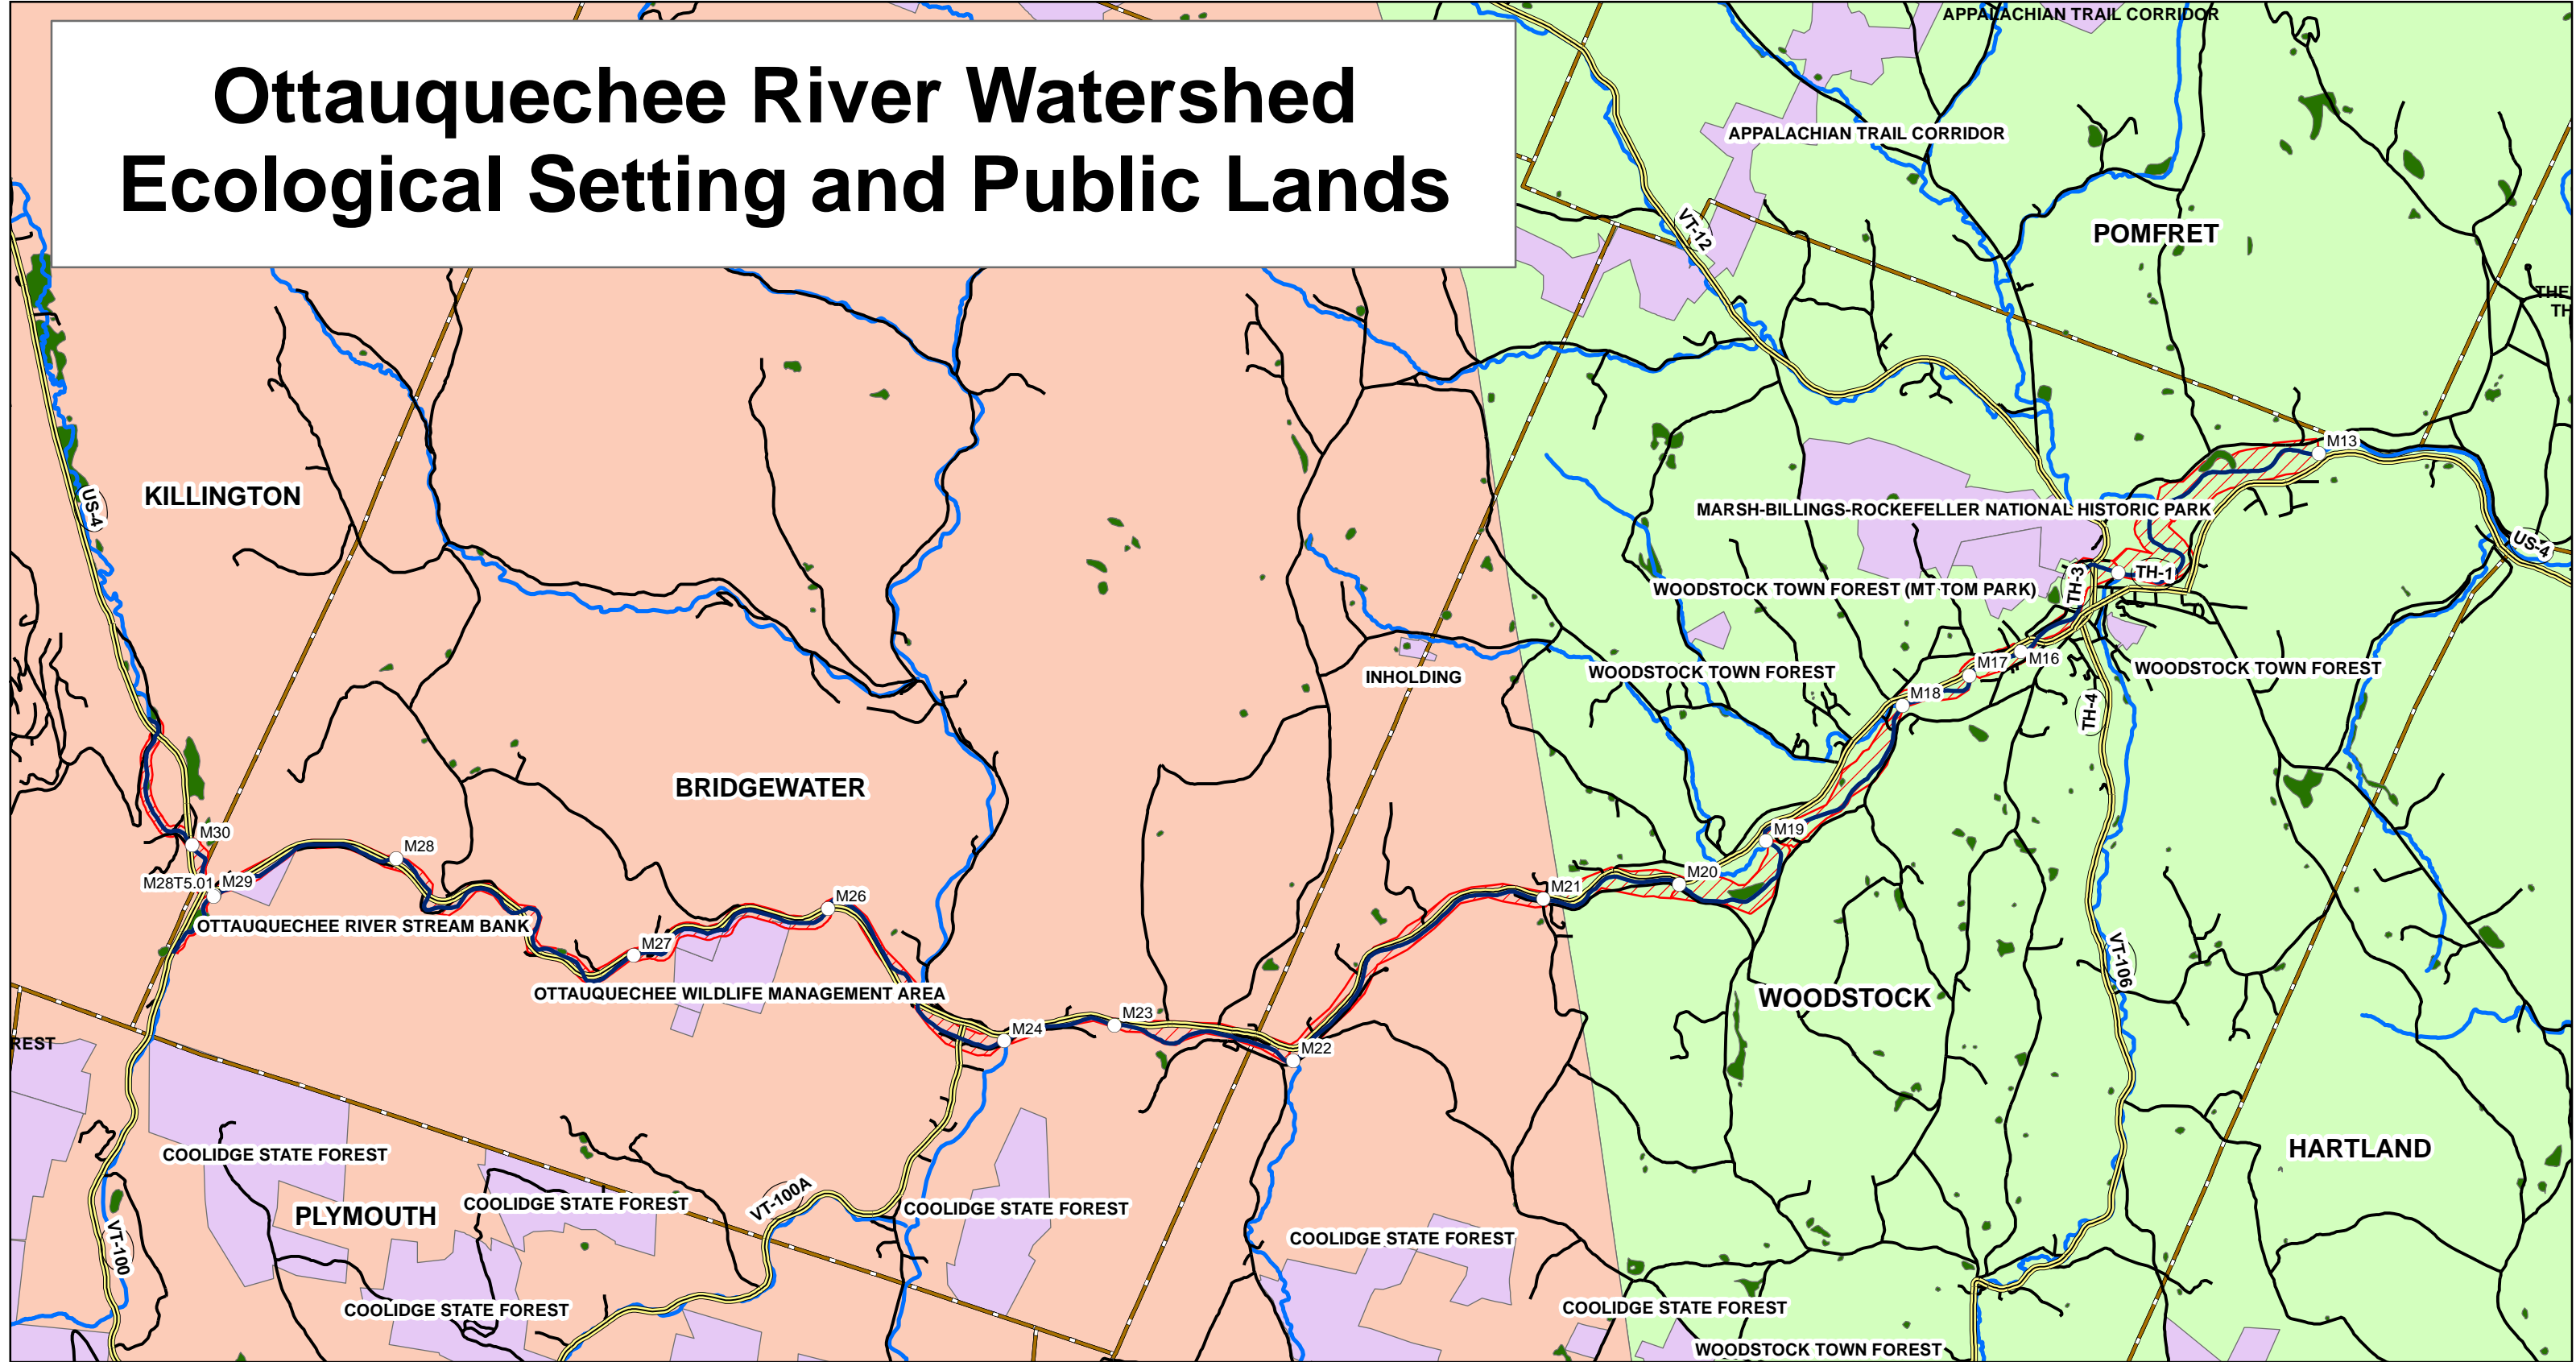 Ottauquechee River Watershed
Ecological Setting and Public Lands
APPALACHIAN TRAIL CORRIDOR
APPALACHIAN TRAIL CORRIDOR
VT-12
POMFRET
THE
TH
M13
KILLINGTON
US-4
MARSH-BILLINGS-ROCKEFELLER NATIONAL HISTORIC PARK
US-4
TH-3
TH-1
WOODSTOCK TOWN FOREST (MT TOM PARK)
INHOLDING
WOODSTOCK TOWN FOREST
M17
M16
WOODSTOCK TOWN FOREST
M18
TH-4
BRIDGEWATER
M30
M28
M19
M28T5.01
M29
M26
M21
M20
OTTAUQUECHEE RIVER STREAM BANK
M27
VT-106
OTTAUQUECHEE WILDLIFE MANAGEMENT AREA
WOODSTOCK
M24
M23
M22
REST
COOLIDGE STATE FOREST
HARTLAND
PLYMOUTH
COOLIDGE STATE FOREST
VT-100A
COOLIDGE STATE FOREST
VT-100
COOLIDGE STATE FOREST
COOLIDGE STATE FOREST
COOLIDGE STATE FOREST
WOODSTOCK TOWN FOREST